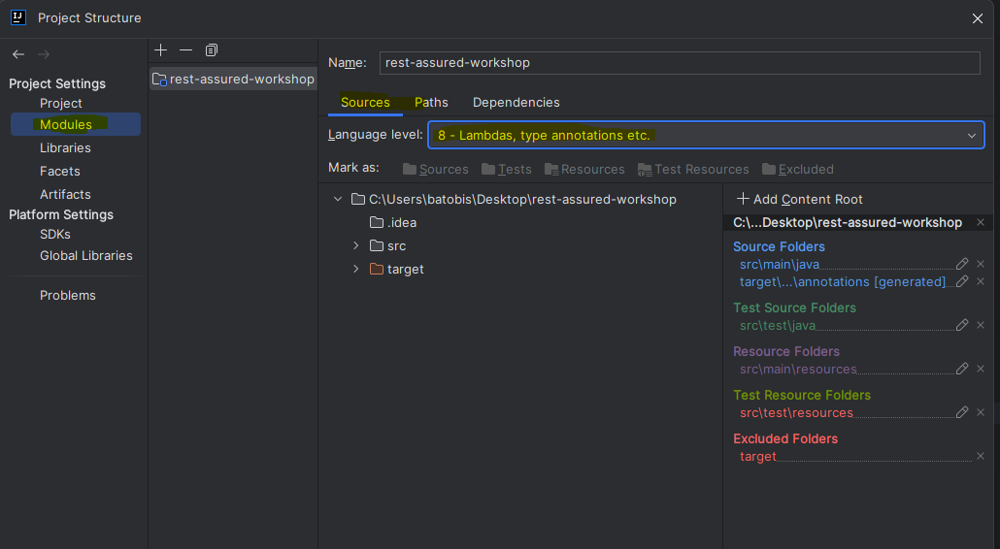 Project Structure
Project Settings
Project
Modules
Libraries
Facets
Artifacts
Platform Settings
SDKs
Global Libraries
Problems
rest-assured-workshop
Name: rest-assured-workshop
Sources Paths Dependencies
Language level: 8 - Lambdas, type annotations etc.
Mark as: Sources Tests Resources Test Resources Excluded
C:\Users\batobis\Desktop\rest-assured-workshop
.idea
src
target
Add Content Root
C:\...Desktop\rest-assured-workshop
Source Folders
src\main\java
target\...\annotations [generated]
Test Source Folders
src\test\java
Resource Folders
src\main\resources
Test Resource Folders
src\test\resources
Excluded Folders
target